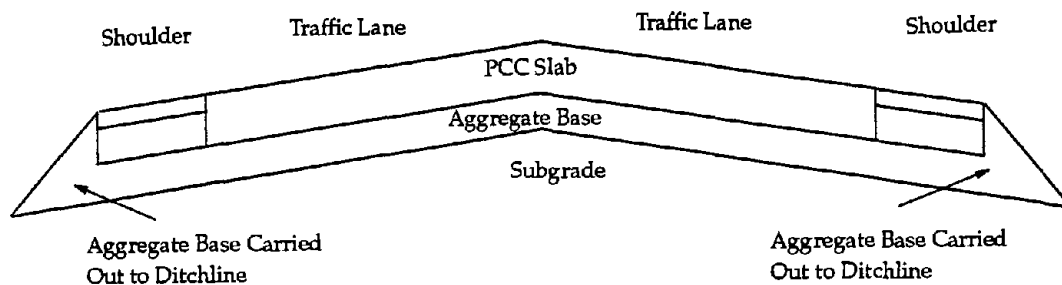 Shoulder
Traffic Lane
Traffic Lane
Shoulder
PCC Slab
Aggregate Base
Subgrade
Aggregate Base Carried
Out to Ditchline
Aggregate Base Carried
Out to Ditchline